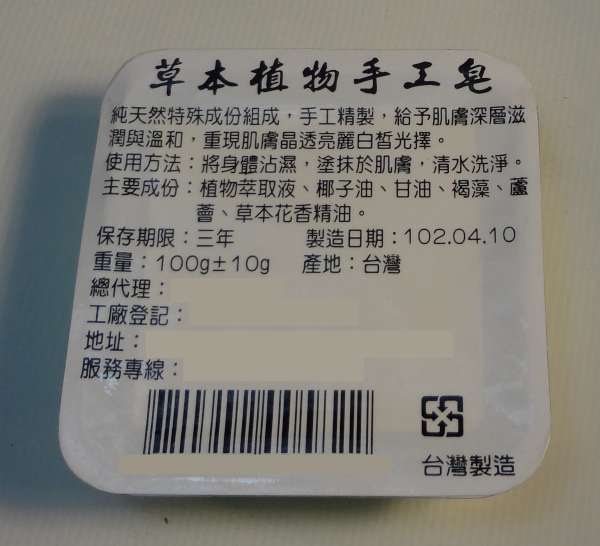 草本植物手工皂
純天然特殊成份組成，手工精製，給予肌膚深層滋
潤與溫和，重現肌膚晶透亮麗白皙光擇。
使用方法：將身體沾濕，塗抹於肌膚，清水洗淨。
主要成份：植物萃取液、椰子油、甘油、褐藻、蘆
薈、草本花香精油。
保存期限：三年 製造日期：102.04.10
重量：100g±10g 產地：台灣
總代理：
工廠登記：
地址：
服務專線：
台灣製造